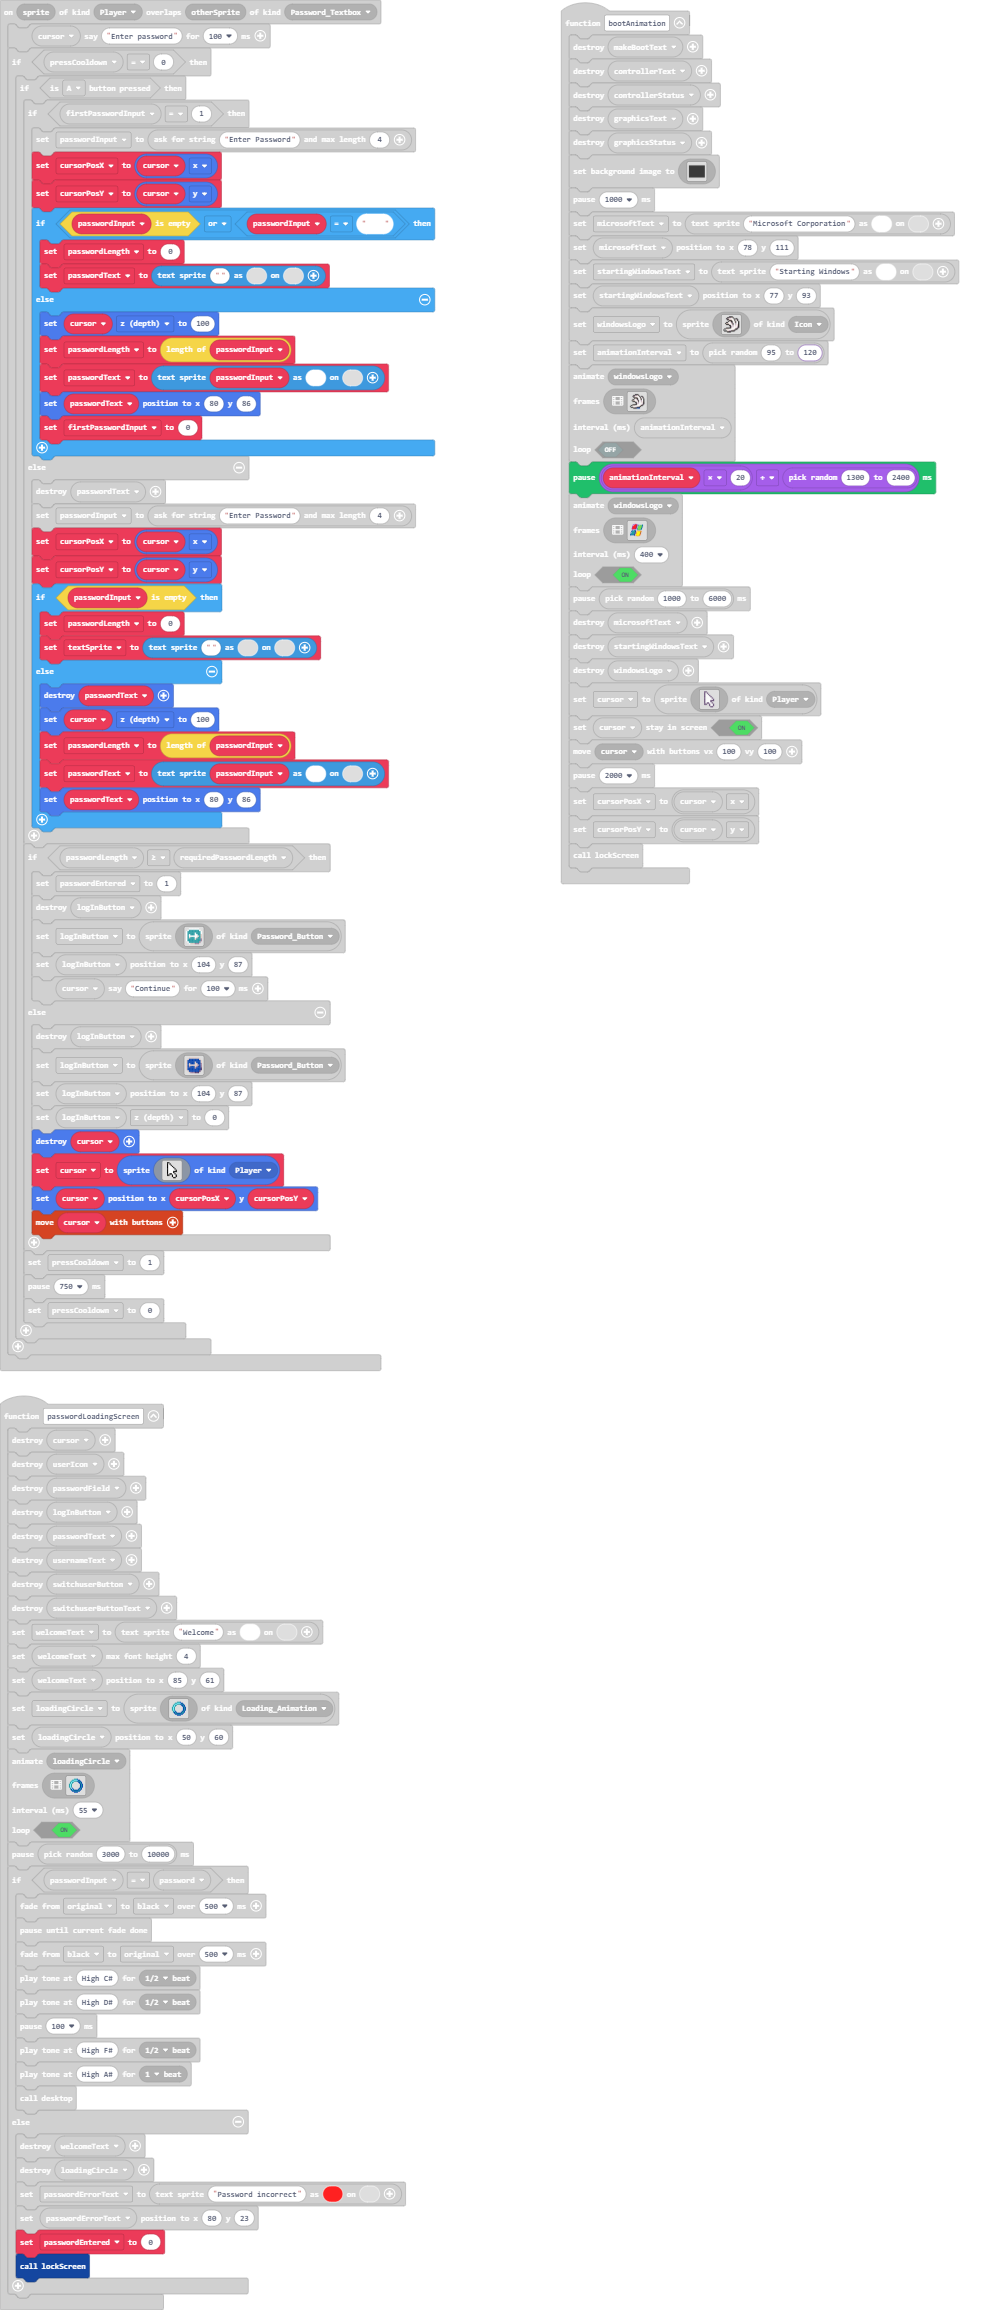 on sprite of kind Player overlaps otherSprite of kind Password_Textbox
cursor say "Enter password" for 100 ms
if pressCooldown = 0 then
if is A button pressed then
if firstPasswordInput = 1 then
set passwordInput to ask for string "Enter Password" and max length 4
set cursorPosX to cursor x
set cursorPosY to cursor y
if passwordInput is empty or passwordInput = " " then
set passwordLength to 0
set passwordText to text sprite " " as on
else
set cursor z (depth) to 100
set passwordLength to length of passwordInput
set passwordText to text sprite passwordInput as on
set passwordText position to x 80 y 86
set firstPasswordInput to 0
else
destroy passwordText
set passwordInput to ask for string "Enter Password" and max length 4
set cursorPosX to cursor x
set cursorPosY to cursor y
if passwordInput is empty then
set passwordLength to 0
set textSprite to text sprite " " as on
else
destroy passwordText
set cursor z (depth) to 100
set passwordLength to length of passwordInput
set passwordText to text sprite passwordInput as on
set passwordText position to x 80 y 86
if passwordLength ≥ requiredPasswordLength then
set passwordEntered to 1
destroy logInButton
set logInButton to sprite of kind Password_Button
set logInButton position to x 104 y 87
cursor say "Continue" for 100 ms
else
destroy logInButton
set logInButton to sprite of kind Password_Button
set logInButton position to x 104 y 87
set logInButton z (depth) to 0
destroy cursor
set cursor to sprite of kind Player
set cursor position to x cursorPosX y cursorPosY
move cursor with buttons
set pressCooldown to 1
pause 750 ms
set pressCooldown to 0
function passwordLoadingScreen
destroy cursor
destroy userIcon
destroy passwordField
destroy logInButton
destroy passwordText
destroy usernameText
destroy switchuserButton
destroy switchuserButtonText
set welcomeText to text sprite "Welcome" as on
set welcomeText max font height 4
set welcomeText position to x 85 y 61
set loadingCircle to sprite of kind Loading_Animation
set loadingCircle position to x 50 y 60
animate loadingCircle
frames
interval (ms) 55
loop ON
pause pick random 3000 to 10000 ms
if passwordInput = password then
fade from original to black over 500 ms
pause until current fade done
fade from black to original over 500 ms
play tone at High C# for 1/2 beat
play tone at High D# for 1/2 beat
pause 100 ms
play tone at High F# for 1/2 beat
play tone at High A# for 1 beat
call desktop
else
destroy welcomeText
destroy loadingCircle
set passwordErrorText to text sprite "Password incorrect" as on
set passwordErrorText position to x 80 y 23
set passwordEntered to 0
call lockScreen
function bootAnimation
destroy makeRootText
destroy controllerText
destroy controllerStatus
destroy graphicsText
destroy graphicsStatus
set background image to
pause 1000 ms
set microsoftText to text sprite "Microsoft Corporation" as on
set microsoftText position to x 78 y 111
set startingWindowsText to text sprite "Starting Windows" as on
set startingWindowsText position to x 77 y 93
set windowsLogo to sprite of kind Icon
set animationInterval to pick random 95 to 120
animate windowsLogo
frames
interval (ms) animationInterval
loop OFF
pause animationInterval × 20 + pick random 1300 to 2400 ms
animate windowsLogo
frames
interval (ms) 400
loop ON
pause pick random 1000 to 6000 ms
destroy microsoftText
destroy startingWindowsText
destroy windowsLogo
set cursor to sprite of kind Player
set cursor stay in screen ON
move cursor with buttons vx 100 vy 100
pause 2000 ms
set cursorPosX to cursor x
set cursorPosY to cursor y
call lockScreen